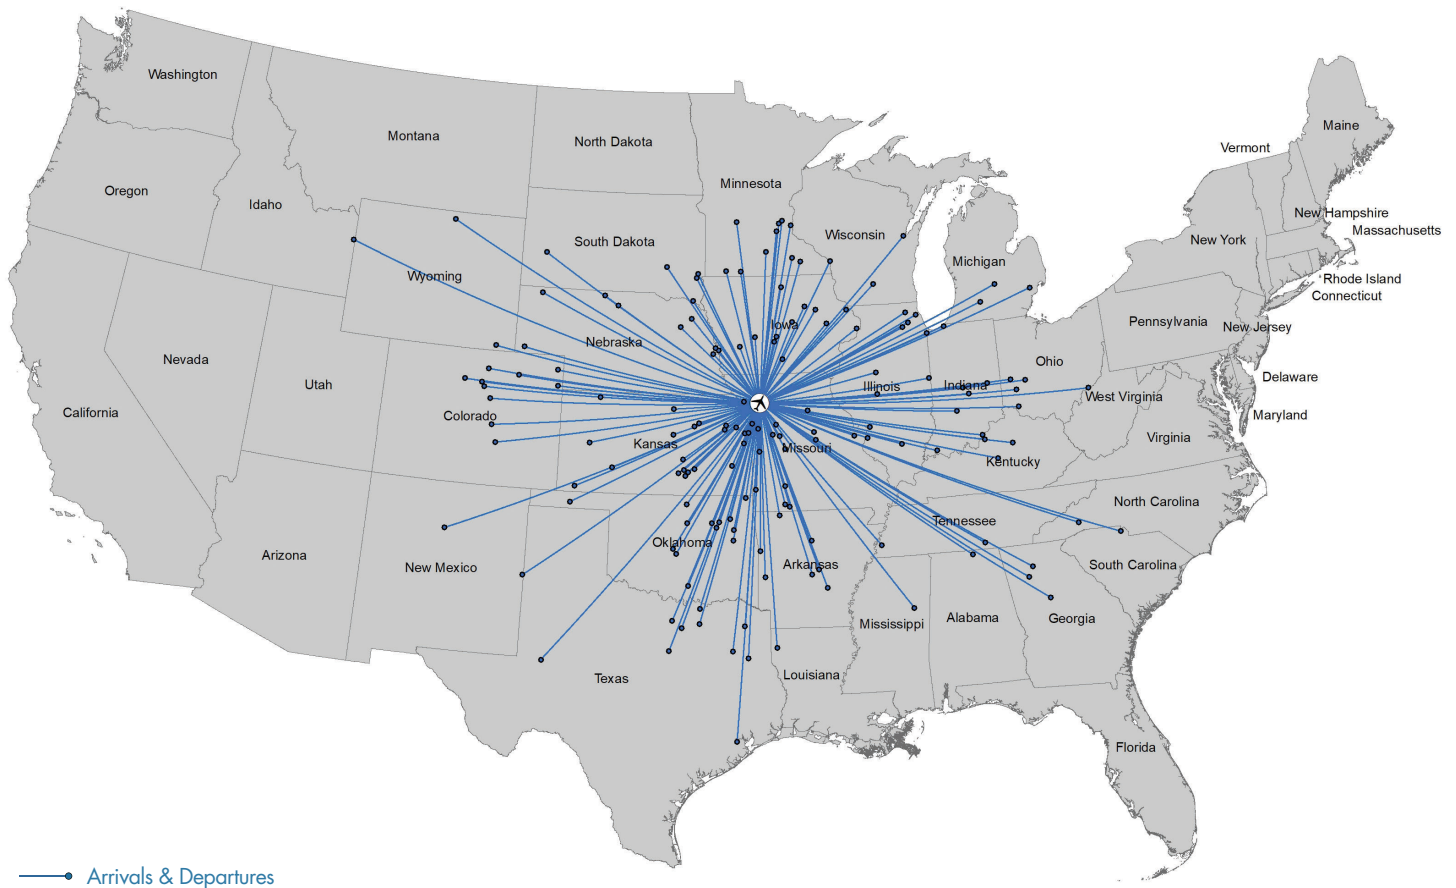 Washington
Montana
North Dakota
Minnesota
Maine
Vermont
Oregon
Idaho
New Hampshire
Massachusetts
South Dakota
Wisconsin
New York
Michigan
Wyoming
Rhode Island
Connecticut
Iowa
Pennsylvania
New Jersey
Nebraska
Nevada
Ohio
Utah
Illinois
Indiana
Delaware
West Virginia
California
Colorado
Maryland
Kansas
Missouri
Virginia
Kentucky
North Carolina
Tennessee
Oklahoma
Arizona
New Mexico
Arkansas
South Carolina
Mississippi
Alabama
Georgia
Texas
Louisiana
Florida
Arrivals & Departures